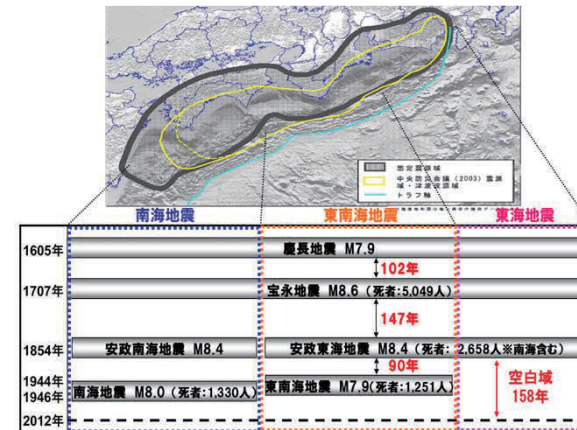 想定震源域
中央防災会議（2003）震源
域・津波波源域
トラフ軸
南海地震
東南海地震
東海地震
1605年
慶長地震 M7.9
102年
1707年
宝永地震 M8.6（死者：5,049人）
147年
1854年
安政南海地震 M8.4
安政東海地震 M8.4（死者：2,658人※南海含む）
90年
1944年
1946年
南海地震 M8.0（死者：1,330人）
東南海地震 M7.9（死者：1,251人）
空白域
158年
2012年